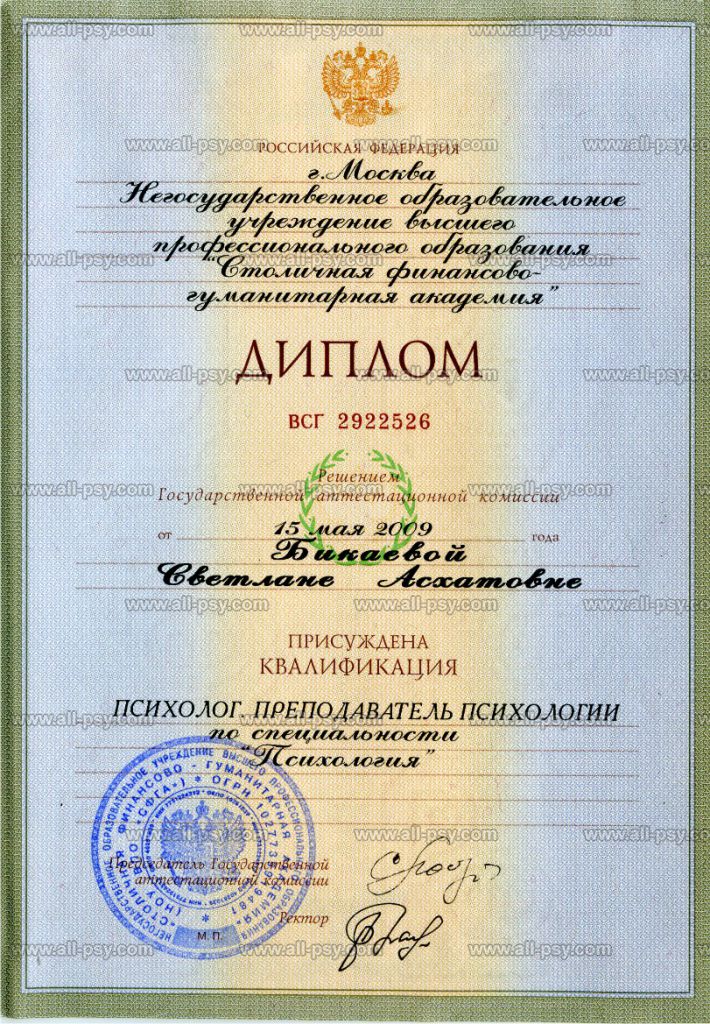 РОССИЙСКАЯ ФЕДЕРАЦИЯ
г.Москва
Негосударственное образовательное
учреждение высшего
профессионального образования
"Столичная финансово-
гуманитарная академия"
ДИПЛОМ
ВСГ 2922526
Решением
Государственной аттестационной комиссии
от 15 мая 2009 года
Бикаевой
Светлане Асхатовне
ПРИСУЖДЕНА
КВАЛИФИКАЦИЯ
ПСИХОЛОГ. ПРЕПОДАВАТЕЛЬ ПСИХОЛОГИИ
по специальности
"Психология"
Председатель Государственной
аттестационной комиссии
Ректор
М.П.
www.all-psy.com